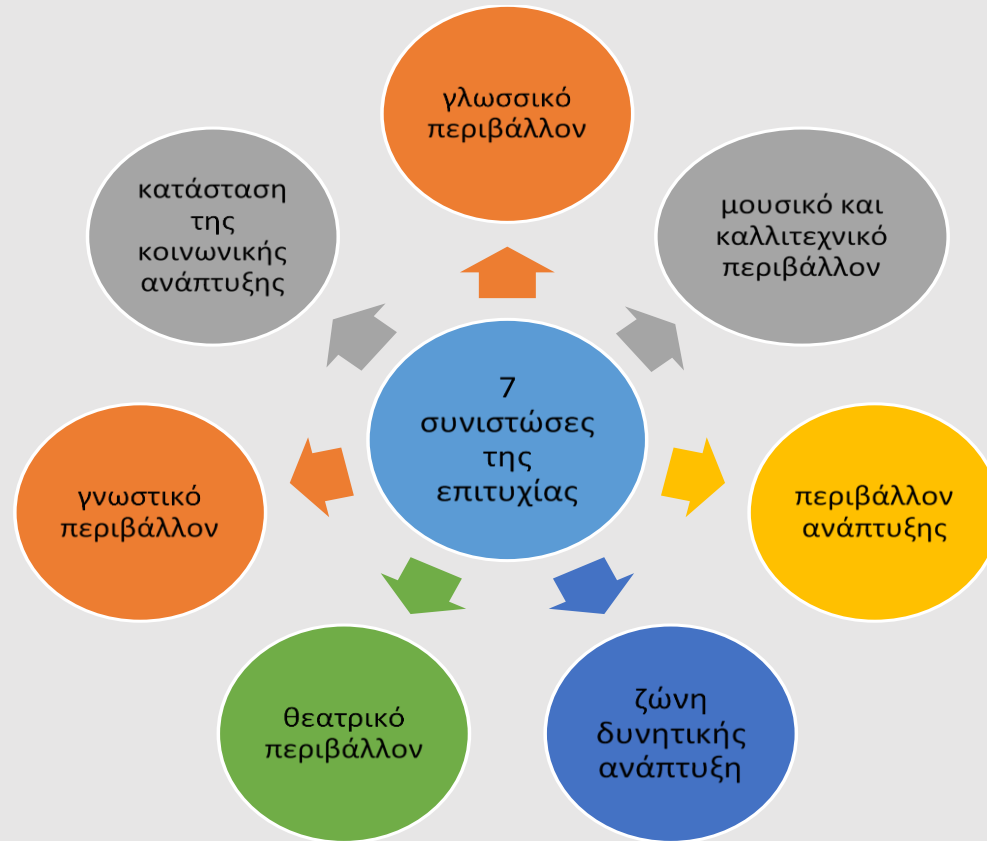 γλωσσικό
περιβάλλον
μουσικό και
καλλιτεχνικό
περιβάλλον
περιβάλλον
ανάπτυξης
ζώνη
δυνητικής
ανάπτυξη
θεατρικό
περιβάλλον
γνωστικό
περιβάλλον
κατάσταση
της
κοινωνικής
ανάπτυξης
7
συνιστώσες
της
επιτυχίας